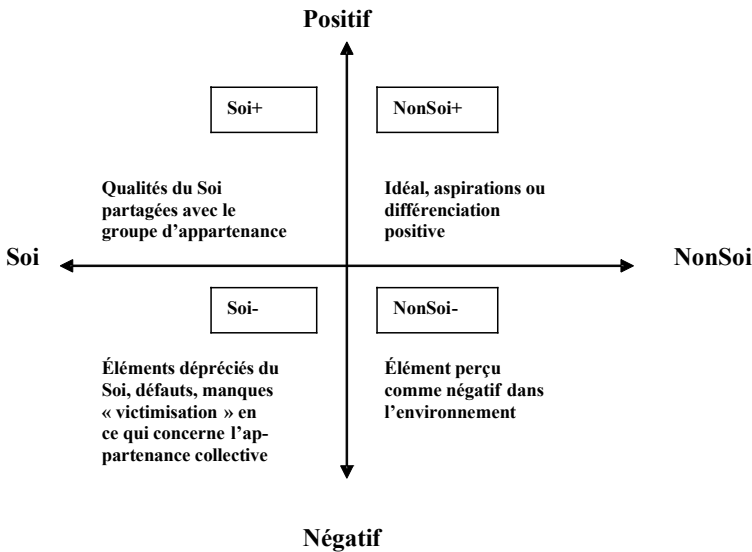 Positif
Soi+
NonSoi+
Qualités du Soi
partagées avec le
groupe d’appartenance
Idéal, aspirations ou
différenciation
positive
Soi
NonSoi
Soi-
NonSoi-
Éléments dépréciés du
Soi, défauts, manques
« victimisation » en
ce qui concerne l’ap-
partenance collective
Élément perçu
comme négatif dans
l’environnement
Négatif